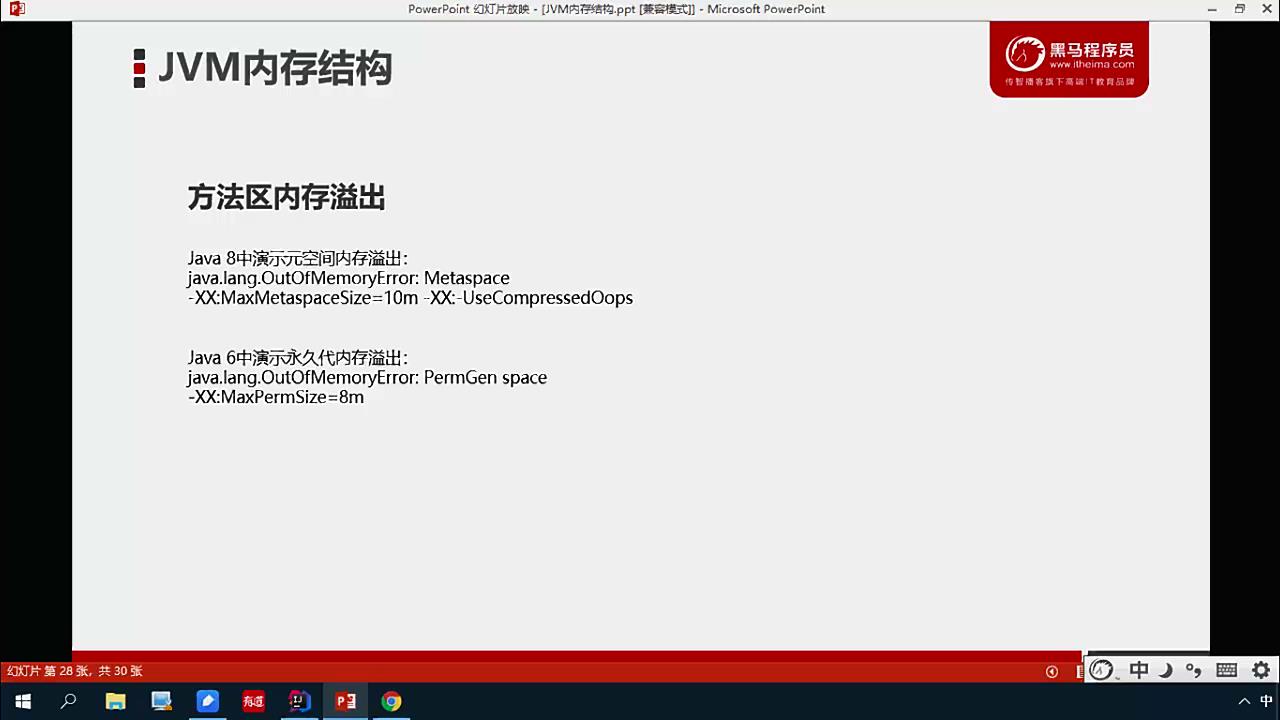 PowerPoint 幻灯片放映 - [JVM内存结构.ppt [兼容模式]] - Microsoft PowerPoint
JVM内存结构
黑马程序员
www.itheima.com
传智播客旗下高端IT教育品牌
方法区内存溢出
Java 8中演示元空间内存溢出：
java.lang.OutOfMemoryError: Metaspace
-XX:MaxMetaspaceSize=10m -XX:-UseCompressedOops
Java 6中演示永久代内存溢出：
java.lang.OutOfMemoryError: PermGen space
-XX:MaxPermSize=8m
幻灯片 第 28 张，共 30 张
中
有道
IJ
中